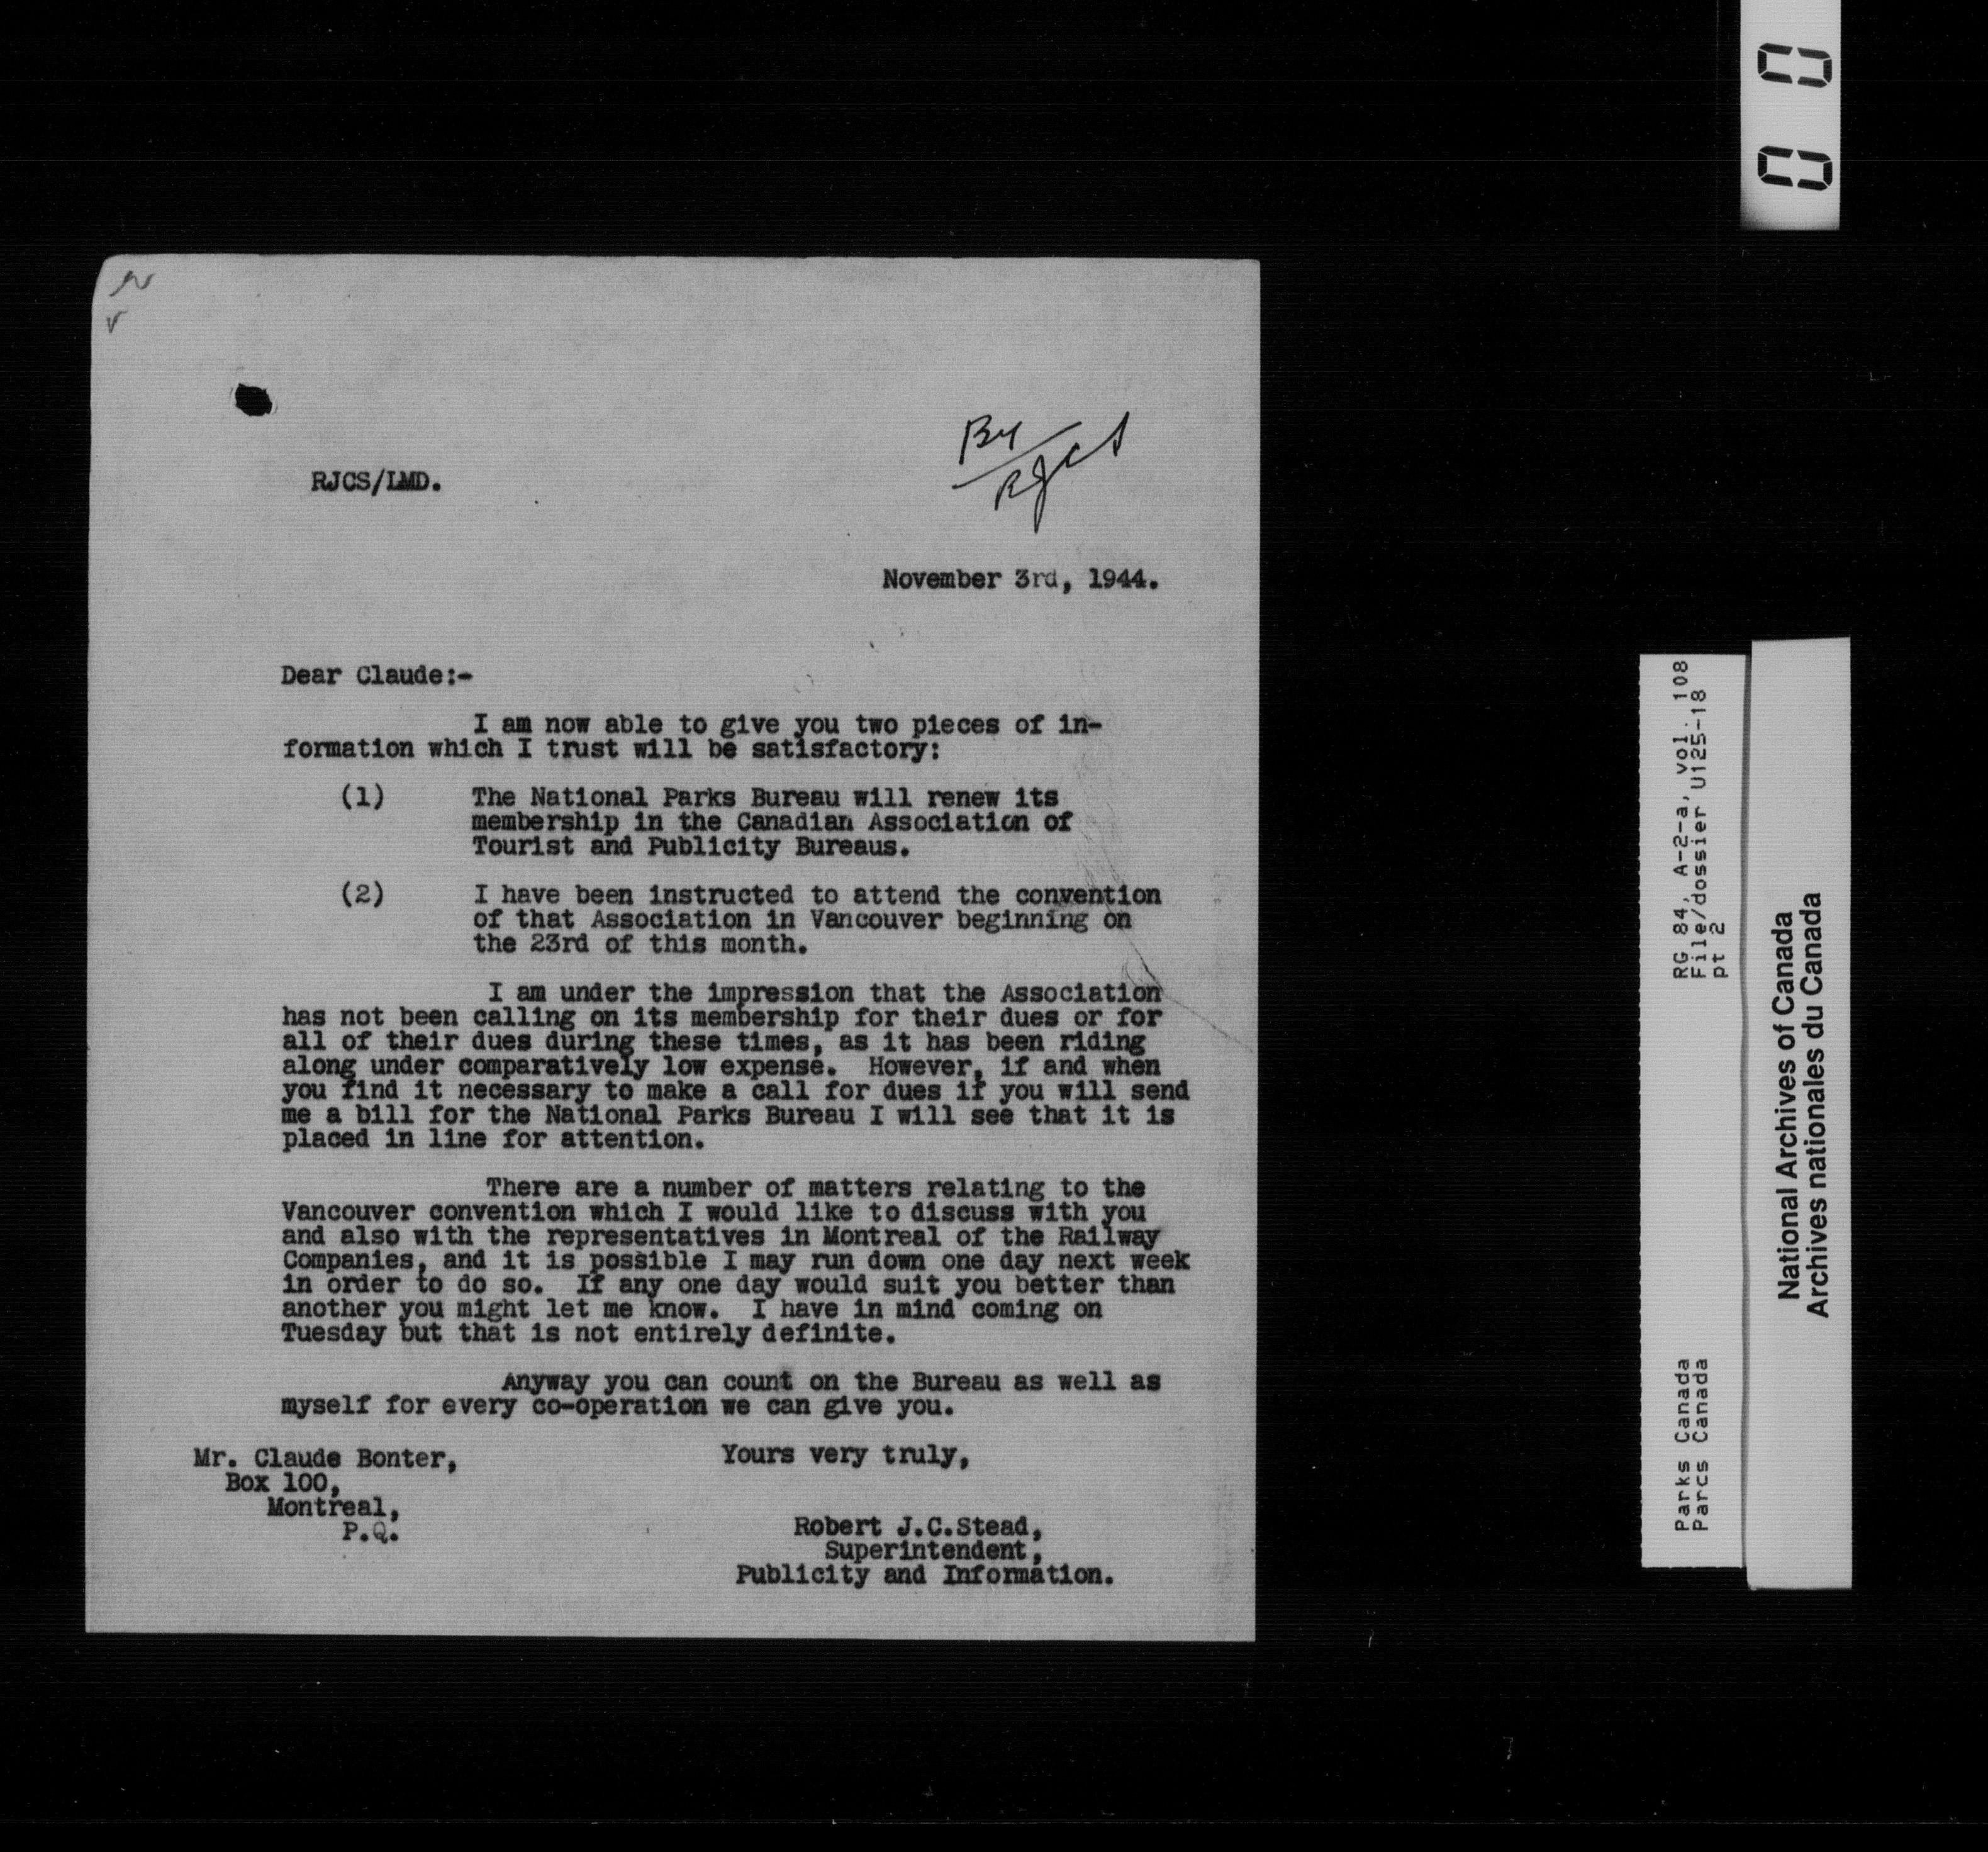 RJCS/LMD.
By
RJCS
November 3rd, 1944.
Dear Claude:-
I am now able to give you two pieces of in-
formation which I trust will be satisfactory:
(1) The National Parks Bureau will renew its
membership in the Canadian Association of
Tourist and Publicity Bureaus.
(2) I have been instructed to attend the convention
of that Association in Vancouver beginning on
the 23rd of this month.
I am under the impression that the Association
has not been calling on its membership for their dues or for
all of their dues during these times, as it has been riding
along under comparatively low expense. However, if and when
you find it necessary to make a call for dues if you will send
me a bill for the National Parks Bureau I will see that it is
placed in line for attention.
There are a number of matters relating to the
Vancouver convention which I would like to discuss with you
and also with the representatives in Montreal of the Railway
Companies, and it is possible I may run down one day next week
in order to do so. If any one day would suit you better than
another you might let me know. I have in mind coming on
Tuesday but that is not entirely definite.
Anyway you can count on the Bureau as well as
myself for every co-operation we can give you.
Mr. Claude Bonter,
Box 100,
Montreal,
P.Q.
Yours very truly,
Robert J.C.Stead,
Superintendent,
Publicity and Information.
RG 84, A-2-a, vol. 108
File/dossier U125-18
pt 2
Parks Canada
Parcs Canada
National Archives of Canada
Archives nationales du Canada
00